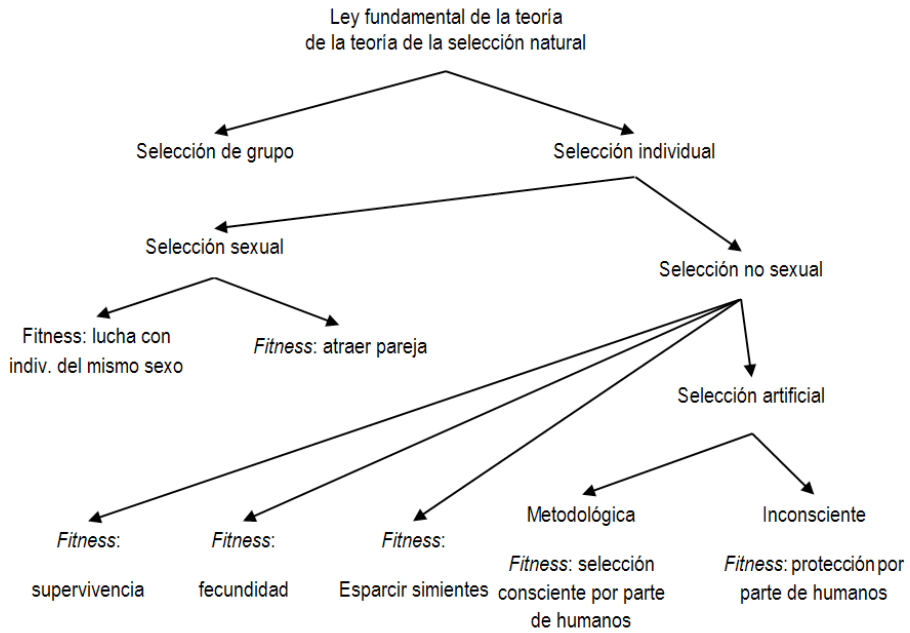 Ley fundamental de la teoría
de la teoría de la selección natural
Selección de grupo
Selección individual
Selección sexual
Selección no sexual
Fitness: lucha con
indiv. del mismo sexo
Fitness: atraer pareja
Selección artificial
Metodológica
Inconsciente
Fitness:
supervivencia
Fitness:
fecundidad
Fitness:
Esparcir simientes
Fitness: selección
consciente por parte
de humanos
Fitness: protección por
parte de humanos